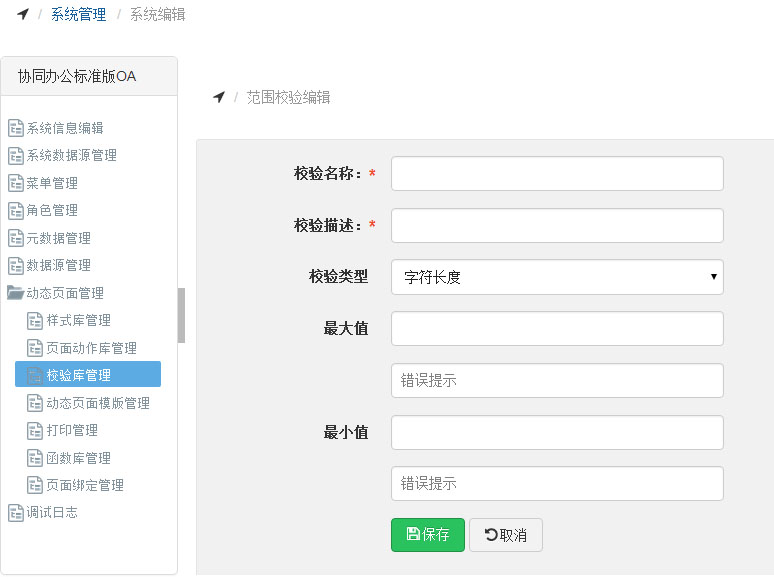 / 系统管理 / 系统编辑
协同办公标准版OA
系统信息编辑
系统数据源管理
菜单管理
角色管理
元数据管理
数据源管理
动态页面管理
样式库管理
页面动作库管理
校验库管理
动态页面模版管理
打印管理
函数库管理
页面绑定管理
调试日志
/ 范围校验编辑
校验名称：*
校验描述：*
校验类型 字符长度
最大值
错误提示
最小值
错误提示
保存 取消